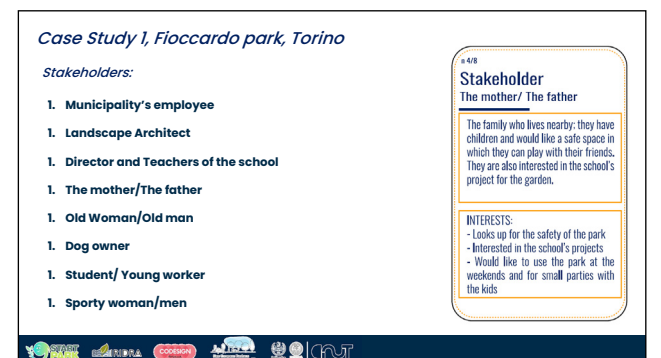 Case Study 1, Fioccardo park, Torino
Stakeholders:
1. Municipality's employee
1. Landscape Architect
1. Director and Teachers of the school
1. The mother/The father
1. Old Woman/Old man
1. Dog owner
1. Student/ Young worker
1. Sporty woman/men
n 4/8
Stakeholder
The mother/ The father
The family who lives nearby: they have
children and would like a safe space in
which they can play with their friends.
They are also interested in the school's
project for the garden.
INTERESTS:
- Looks up for the safety of the park
- Interested in the school's projects
- Would like to use the park at the
weekends and for small parties with
the kids
CODESIGN